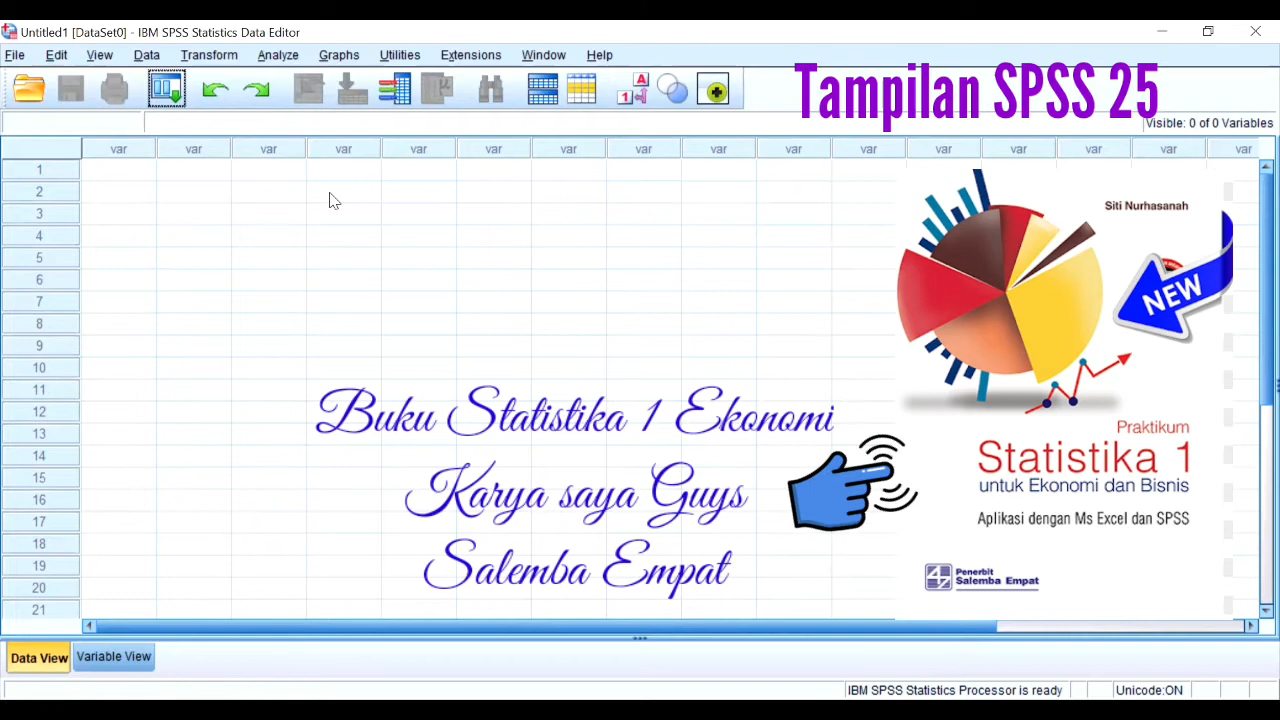 Untitled1 [DataSet0] - IBM SPSS Statistics Data Editor
File Edit View Data Transform Analyze Graphs Utilities Extensions Window Help
Tampilan SPSS 25
A
1
Visible: 0 of 0 Variables
var var var var var var var var var var var var var var var var
1
2
3
4
5
6
7
8
9
10
11
12
13
14
15
16
17
18
19
20
21
Siti Nurhasanah
NEW
Buku Statistika 1 Ekonomi
Karya saya Guys
Salemba Empat
Praktikum
Statistika 1
untuk Ekonomi dan Bisnis
Aplikasi dengan Ms Excel dan SPSS
Penerbit
Salemba Empat
Data View Variable View
IBM SPSS Statistics Processor is ready Unicode:ON